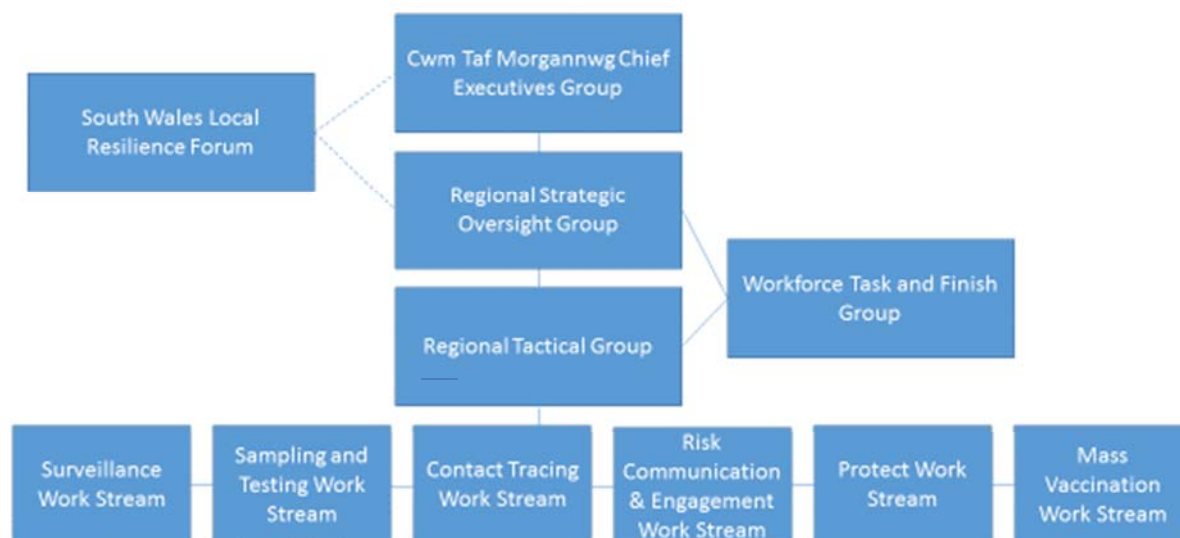 Cwm Taf Morgannwg Chief
Executives Group
South Wales Local
Resilience Forum
Regional Strategic
Oversight Group
Workforce Task and Finish
Group
Regional Tactical Group
Surveillance
Work Stream
Sampling and
Testing Work
Stream
Contact Tracing
Work Stream
Risk
Communication
& Engagement
Work Stream
Protect Work
Stream
Mass
Vaccination
Work Stream